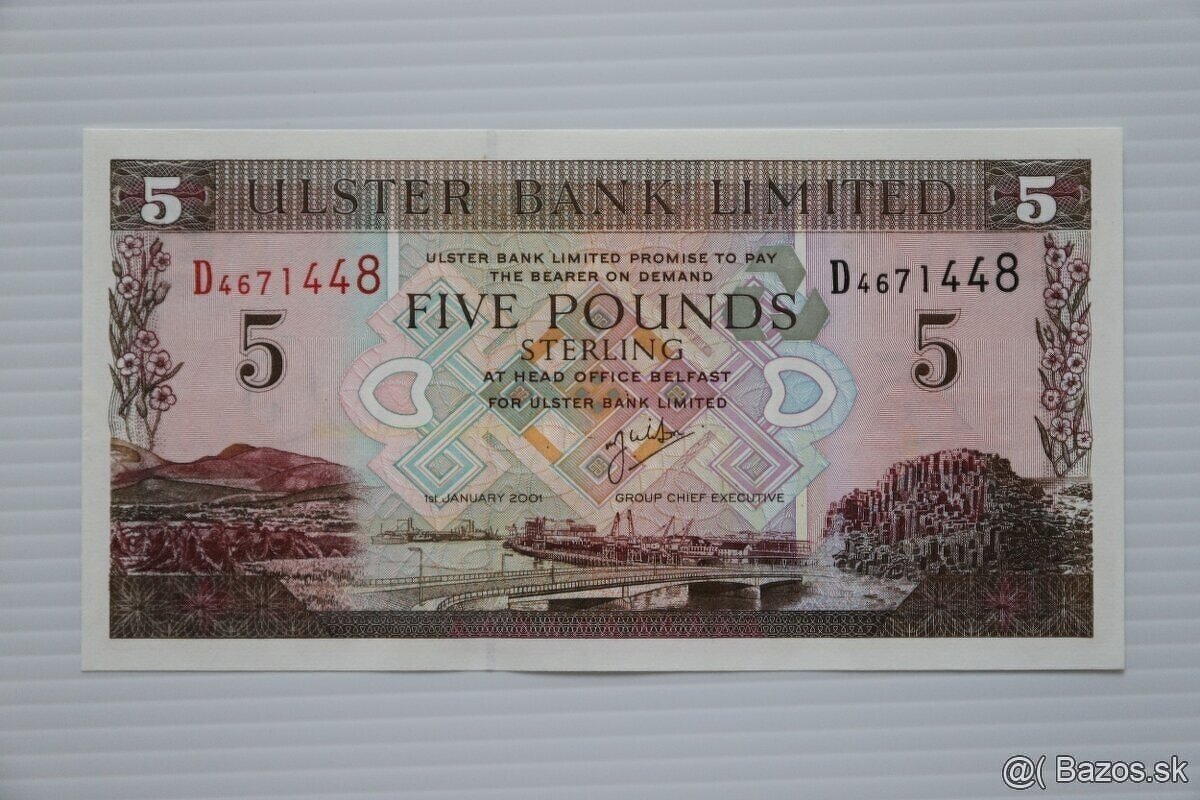 5 ULSTER BANK LIMITED 5
ULSTER BANK LIMITED PROMISE TO PAY
THE BEARER ON DEMAND
D4671448 D4671448
FIVE POUNDS
5 5
STERLING
AT HEAD OFFICE BELFAST
FOR ULSTER BANK LIMITED
1st JANUARY 2001 GROUP CHIEF EXECUTIVE
@( Bazos.sk